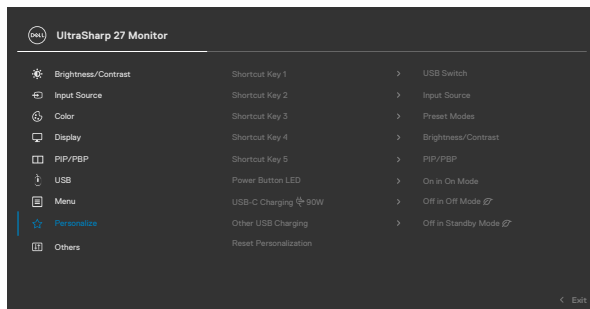 DELL UltraSharp 27 Monitor
Brightness/Contrast Shortcut Key 1 > USB Switch
Input Source Shortcut Key 2 > Input Source
Color Shortcut Key 3 > Preset Modes
Display Shortcut Key 4 > Brightness/Contrast
PIP/PBP Shortcut Key 5 > PIP/PBP
USB Power Button LED > On in On Mode
Menu USB-C Charging 90W > Off in Off Mode
Personalize Other USB Charging > Off in Standby Mode
Others Reset Personalization
< Exit